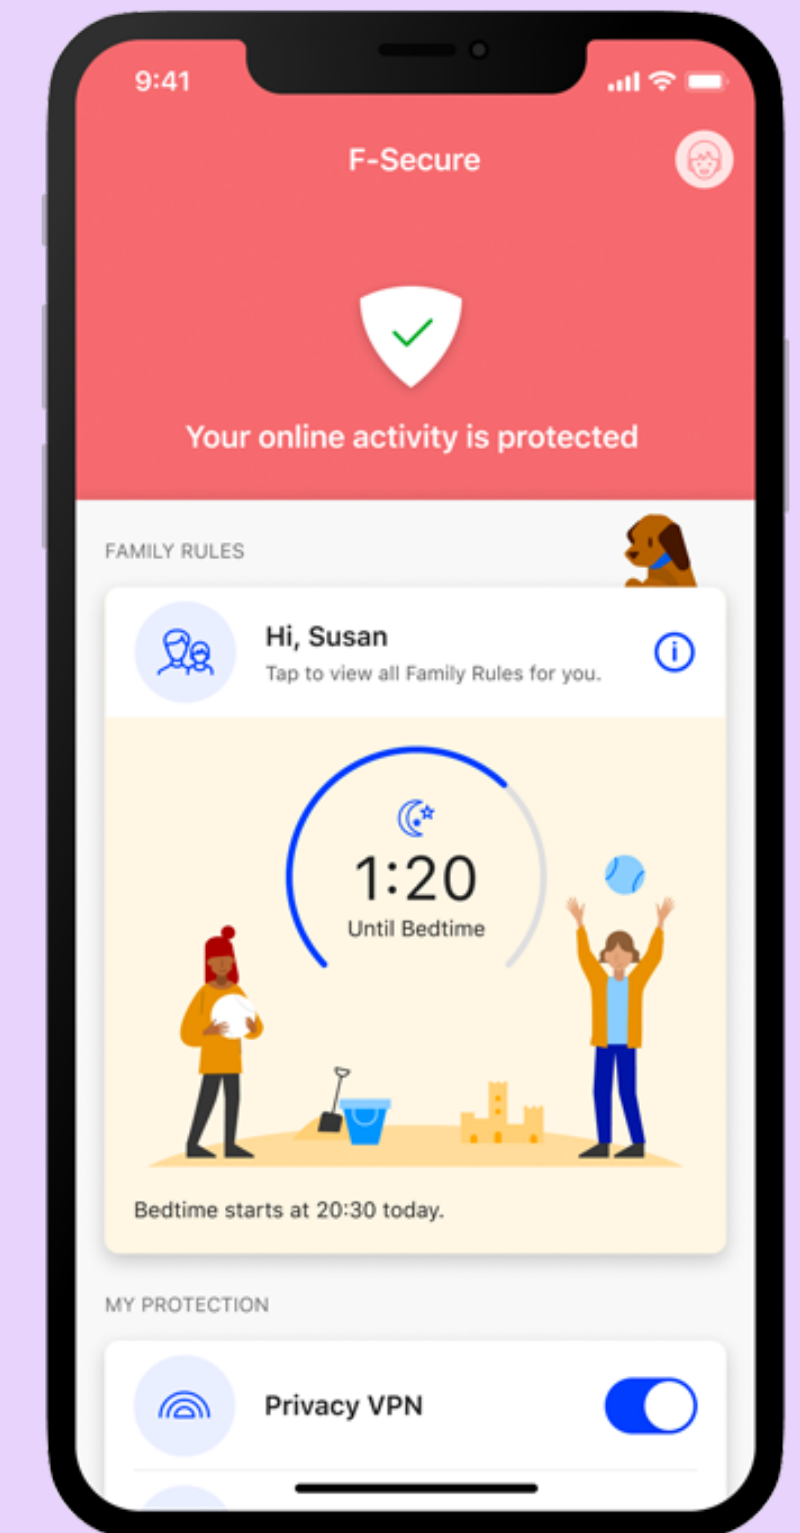 9:41
F-Secure
Your online activity is protected
FAMILY RULES
Hi, Susan
Tap to view all Family Rules for you.
1:20
Until Bedtime
Bedtime starts at 20:30 today.
MY PROTECTION
Privacy VPN